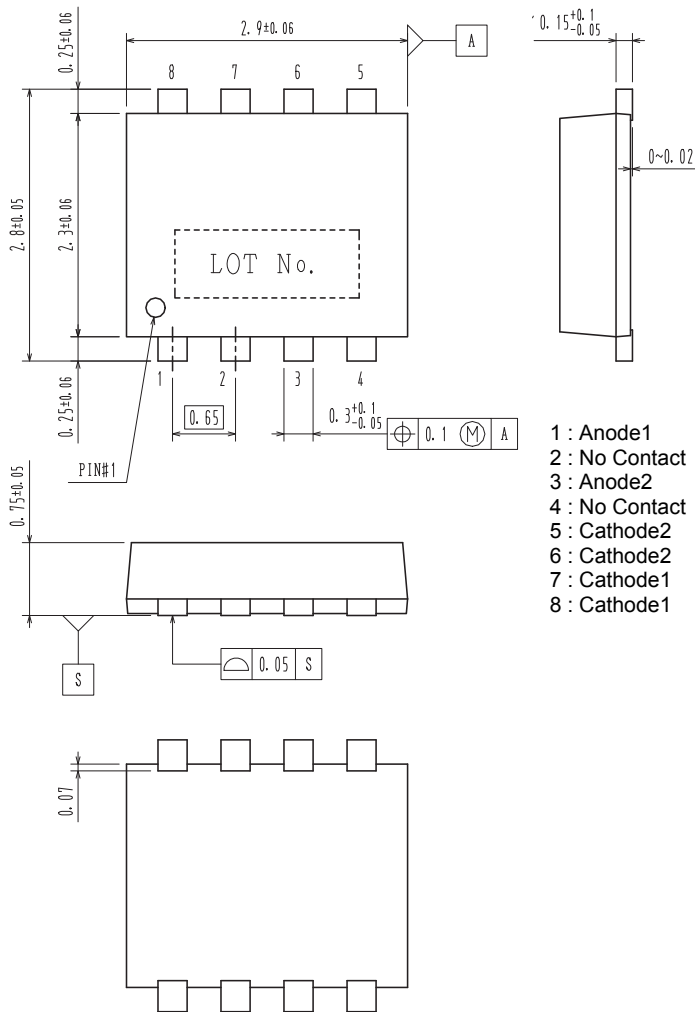 2.9±0.06
A
0.15+0.1 -0.05
0.25±0.06
8 7 6 5
0~0.02
2.8±0.05
2.3±0.06
LOT No.
1 2 3 4
0.25±0.06
0.65
0.3+0.1 -0.05
0.1 M A
PIN#1
1 : Anode1
2 : No Contact
3 : Anode2
4 : No Contact
5 : Cathode2
6 : Cathode2
7 : Cathode1
8 : Cathode1
0.75±0.05
0.05 S
S
0.07